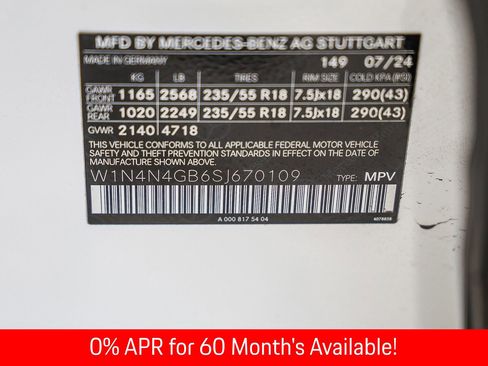 MFD BY MERCEDES-BENZ AG STUTTGART
MADE IN GERMANY 149 07/24
KG LB TIRES RIM SIZE COLD KPA (PSI)
GAWR FRONT 1165 2568 235/55 R18 7.5Jx18 290(43)
GAWR REAR 1020 2249 235/55 R18 7.5Jx18 290(43)
GVWR 2140 4718
THIS VEHICLE CONFORMS TO ALL APPLICABLE FEDERAL MOTOR VEHICLE
SAFETY, BUMPER, AND THEFT PREVENTION STANDARDS IN EFFECT
ON THE DATE OF MANUFACTURE SHOWN ABOVE.
W1N4N4GB6SJ670109
TYPE: MPV
A 000 817 54 04
0% APR for 60 Month's Available!